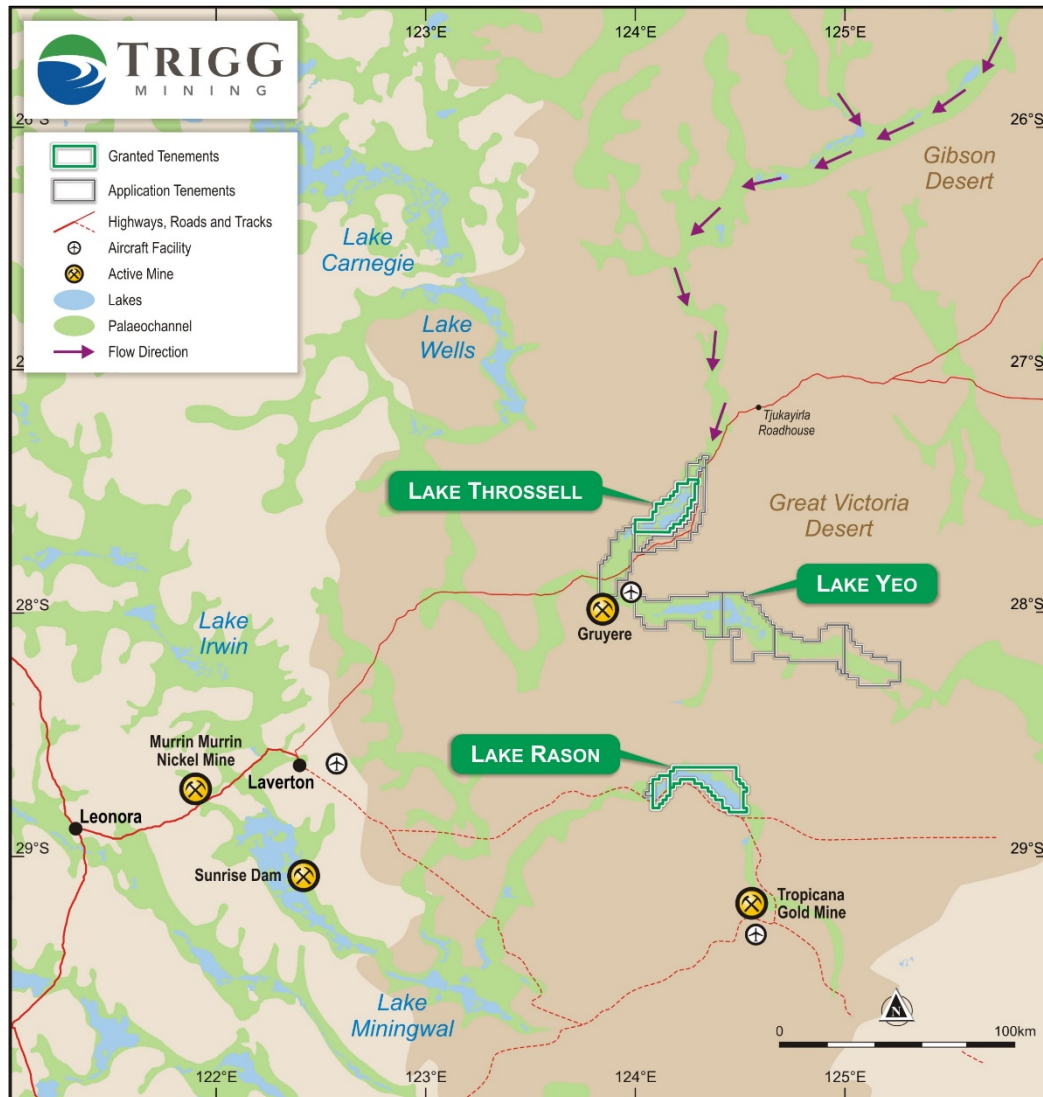 123°E
124°E
125°E
TRIGG
MINING
26°S
26°S
Granted Tenements
Application Tenements
Highways, Roads and Tracks
Aircraft Facility
Active Mine
Lakes
Palaeochannel
Flow Direction
Gibson
Desert
Lake
Carnegie
Lake
Wells
27°S
Tjukayirla
Roadhouse
LAKE THROSSELL
Great Victoria
Desert
LAKE YEO
28°S
28°S
Gruyere
Lake
Irwin
LAKE RASON
Murrin Murrin
Nickel Mine
Laverton
Leonora
29°S
29°S
Sunrise Dam
Tropicana
Gold Mine
Lake
Miningwal
N
0
100km
122°E
123°E
124°E
125°E